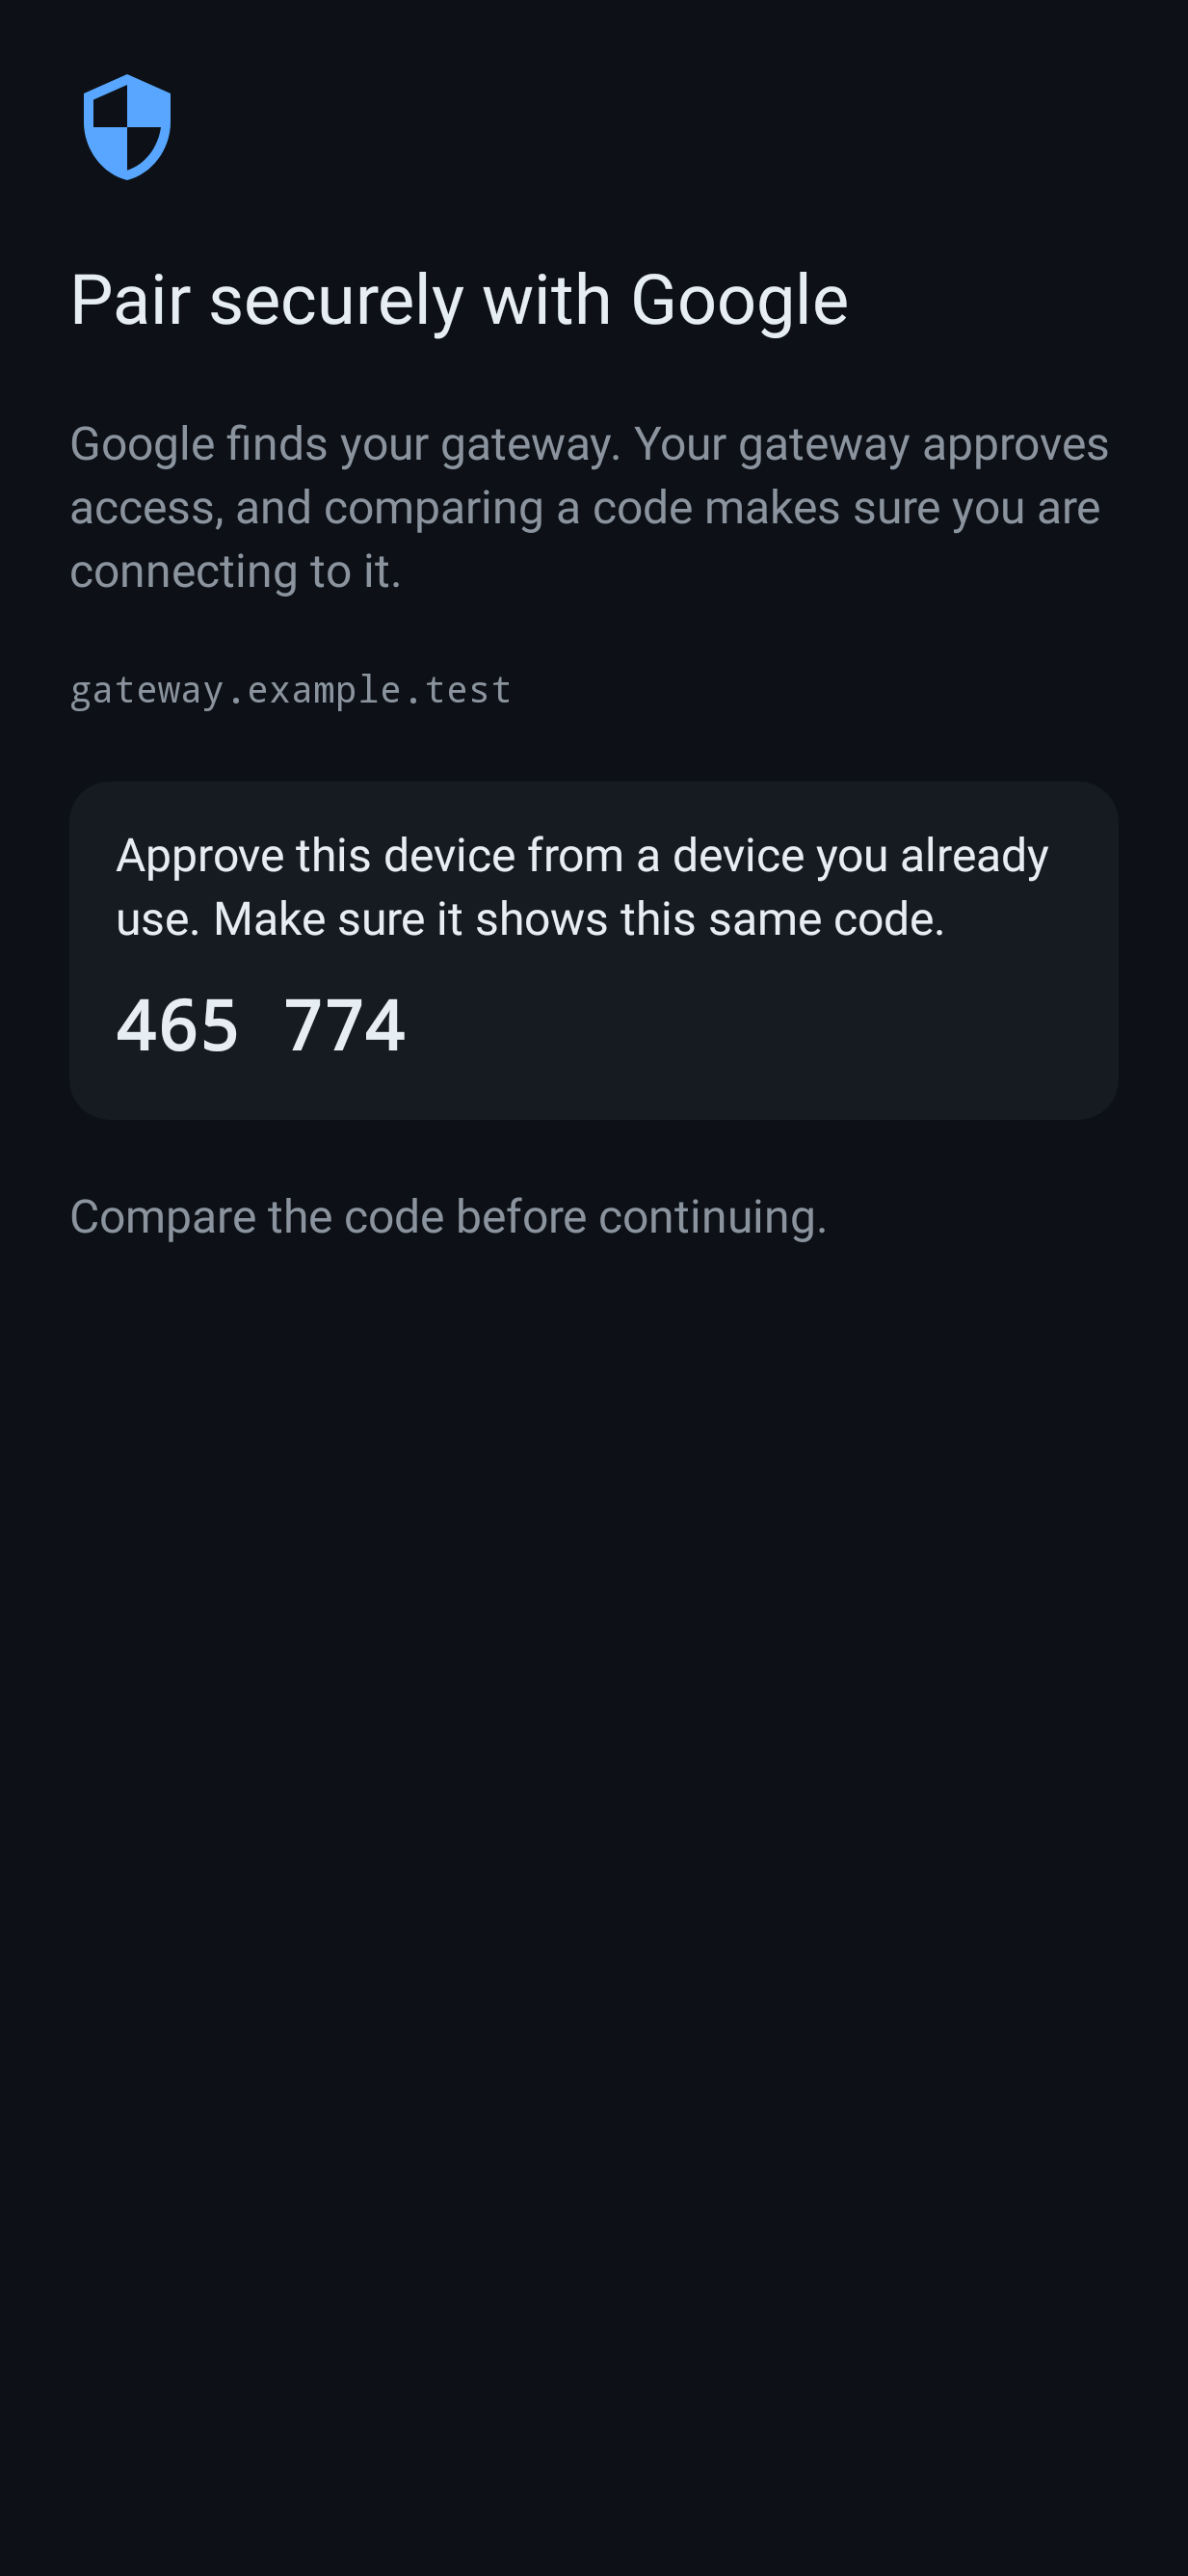 Pair securely with Google
Google finds your gateway. Your gateway approves
access, and comparing a code makes sure you are
connecting to it.
gateway.example.test
Approve this device from a device you already
use. Make sure it shows this same code.
465 774
Compare the code before continuing.